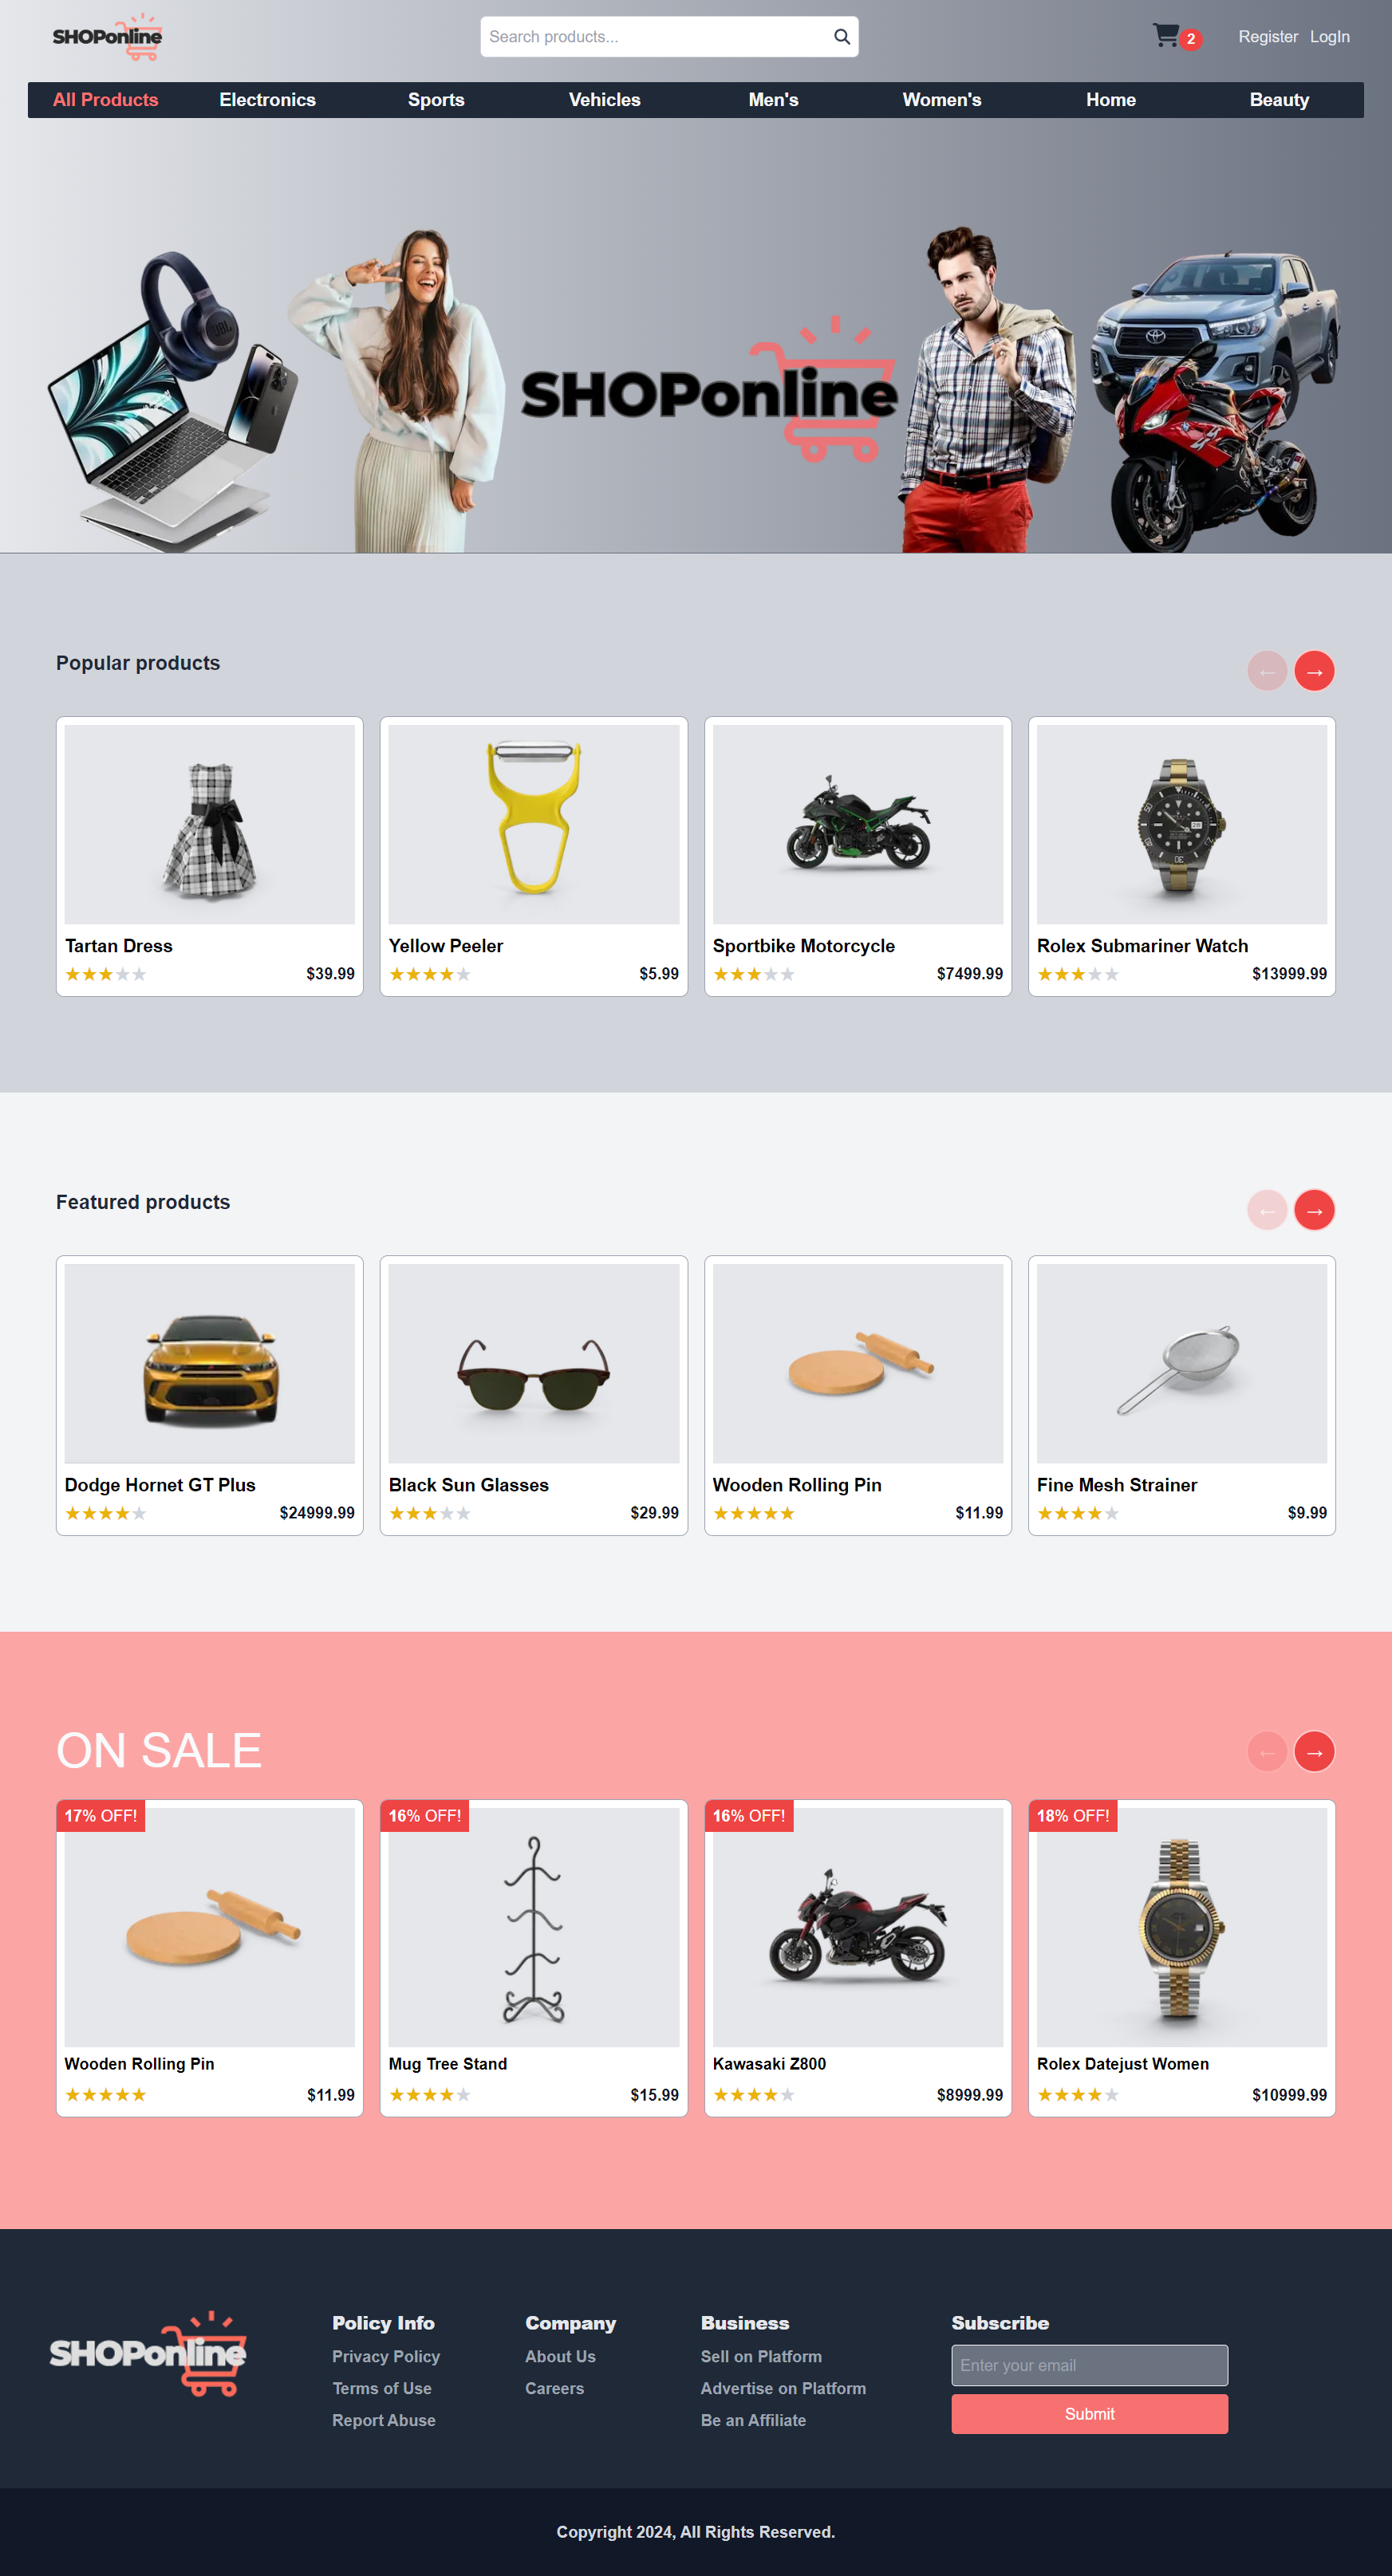 SHOPonline
Search products...
2
Register LogIn
All Products Electronics Sports Vehicles Men's Women's Home Beauty
JBL
SHOPonline
Popular products
← →
Tartan Dress
★★★★★ $39.99
Yellow Peeler
★★★★★ $5.99
Sportbike Motorcycle
★★★★★ $7499.99
Rolex Submariner Watch
★★★★★ $13999.99
Featured products
← →
Dodge Hornet GT Plus
★★★★★ $24999.99
Black Sun Glasses
★★★★★ $29.99
Wooden Rolling Pin
★★★★★ $11.99
Fine Mesh Strainer
★★★★★ $9.99
ON SALE
← →
17% OFF!
Wooden Rolling Pin
★★★★★ $11.99
16% OFF!
Mug Tree Stand
★★★★★ $15.99
16% OFF!
Kawasaki Z800
★★★★★ $8999.99
18% OFF!
Rolex Datejust Women
★★★★★ $10999.99
SHOPonline
Policy Info
Privacy Policy
Terms of Use
Report Abuse
Company
About Us
Careers
Business
Sell on Platform
Advertise on Platform
Be an Affiliate
Subscribe
Enter your email
Submit
Copyright 2024, All Rights Reserved.